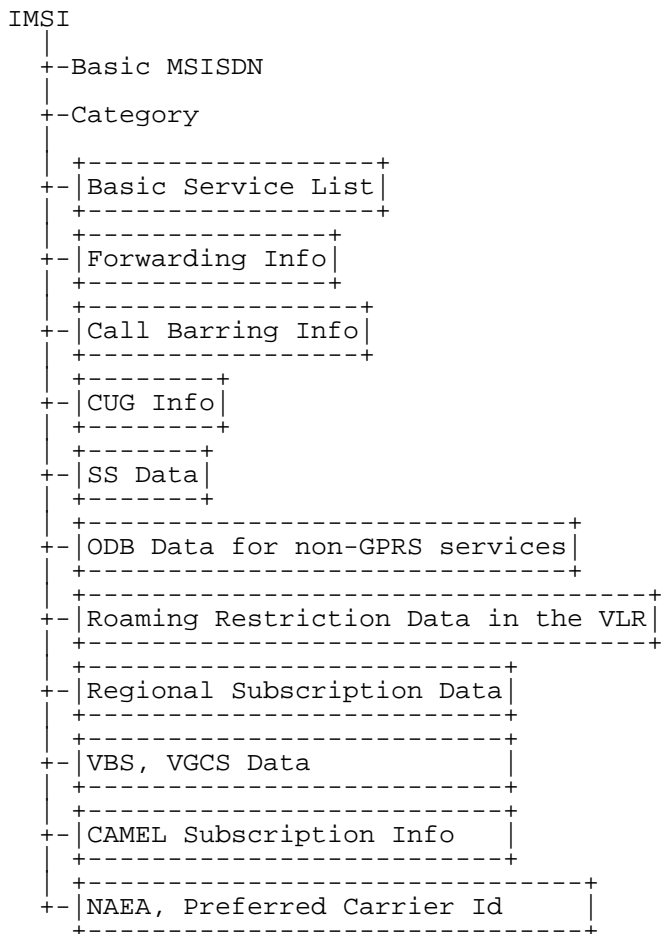 IMSI
Basic MSISDN
Category
Basic Service List
Forwarding Info
Call Barring Info
CUG Info
SS Data
ODB Data for non-GPRS services
Roaming Restriction Data in the VLR
Regional Subscription Data
VBS, VGCS Data
CAMEL Subscription Info
NAEA, Preferred Carrier Id